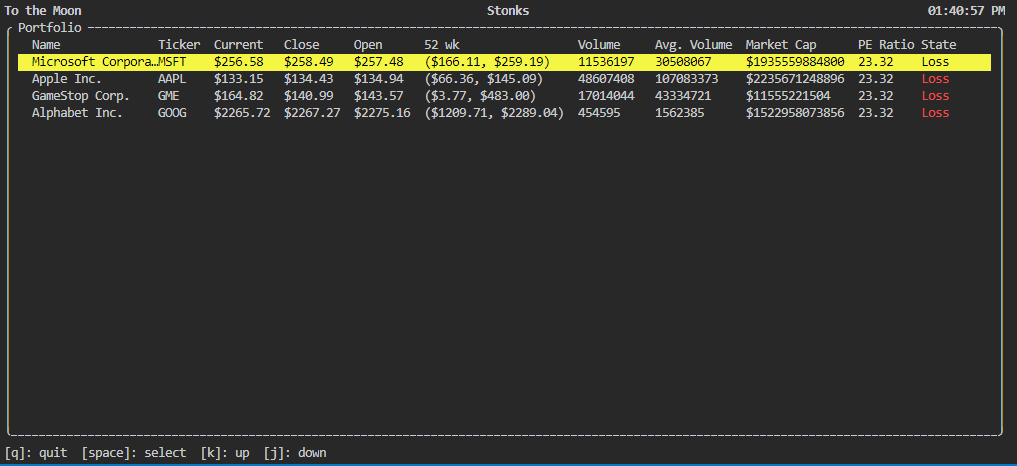 To the Moon Stonks 01:40:57 PM
Portfolio
Name Ticker Current Close Open 52 wk Volume Avg. Volume Market Cap PE Ratio State
Microsoft Corpora…MSFT $256.58 $258.49 $257.48 ($166.11, $259.19) 11536197 30508067 $1935559884800 23.32 Loss
Apple Inc. AAPL $133.15 $134.43 $134.94 ($66.36, $145.09) 48607408 107083373 $2235671248896 23.32 Loss
GameStop Corp. GME $164.82 $140.99 $143.57 ($3.77, $483.00) 17014044 43334721 $11555221504 23.32 Loss
Alphabet Inc. GOOG $2265.72 $2267.27 $2275.16 ($1209.71, $2289.04) 454595 1562385 $1522958073856 23.32 Loss
[q]: quit [space]: select [k]: up [j]: down